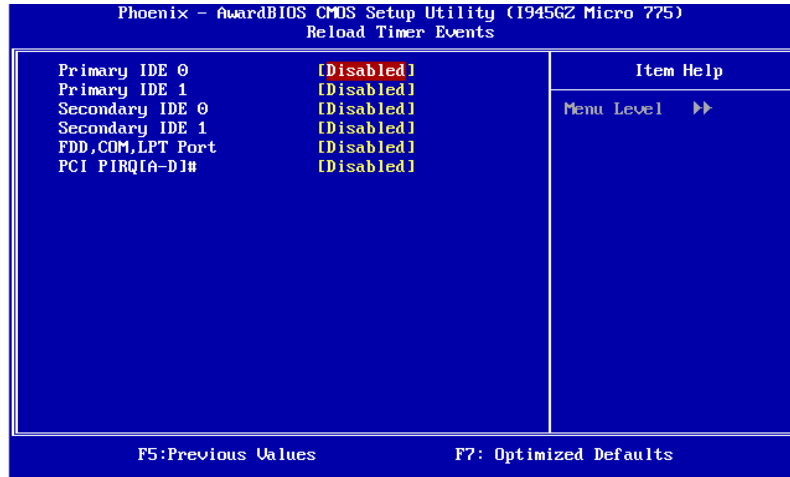 Phoenix - AwardBIOS CMOS Setup Utility (I945GZ Micro 775)
Reload Timer Events
Primary IDE 0 [Disabled]
Primary IDE 1 [Disabled]
Secondary IDE 0 [Disabled]
Secondary IDE 1 [Disabled]
FDD,COM,LPT Port [Disabled]
PCI PIRQ[A-D]# [Disabled]
Item Help
Menu Level ▶▶
F5:Previous Values F7: Optimized Defaults